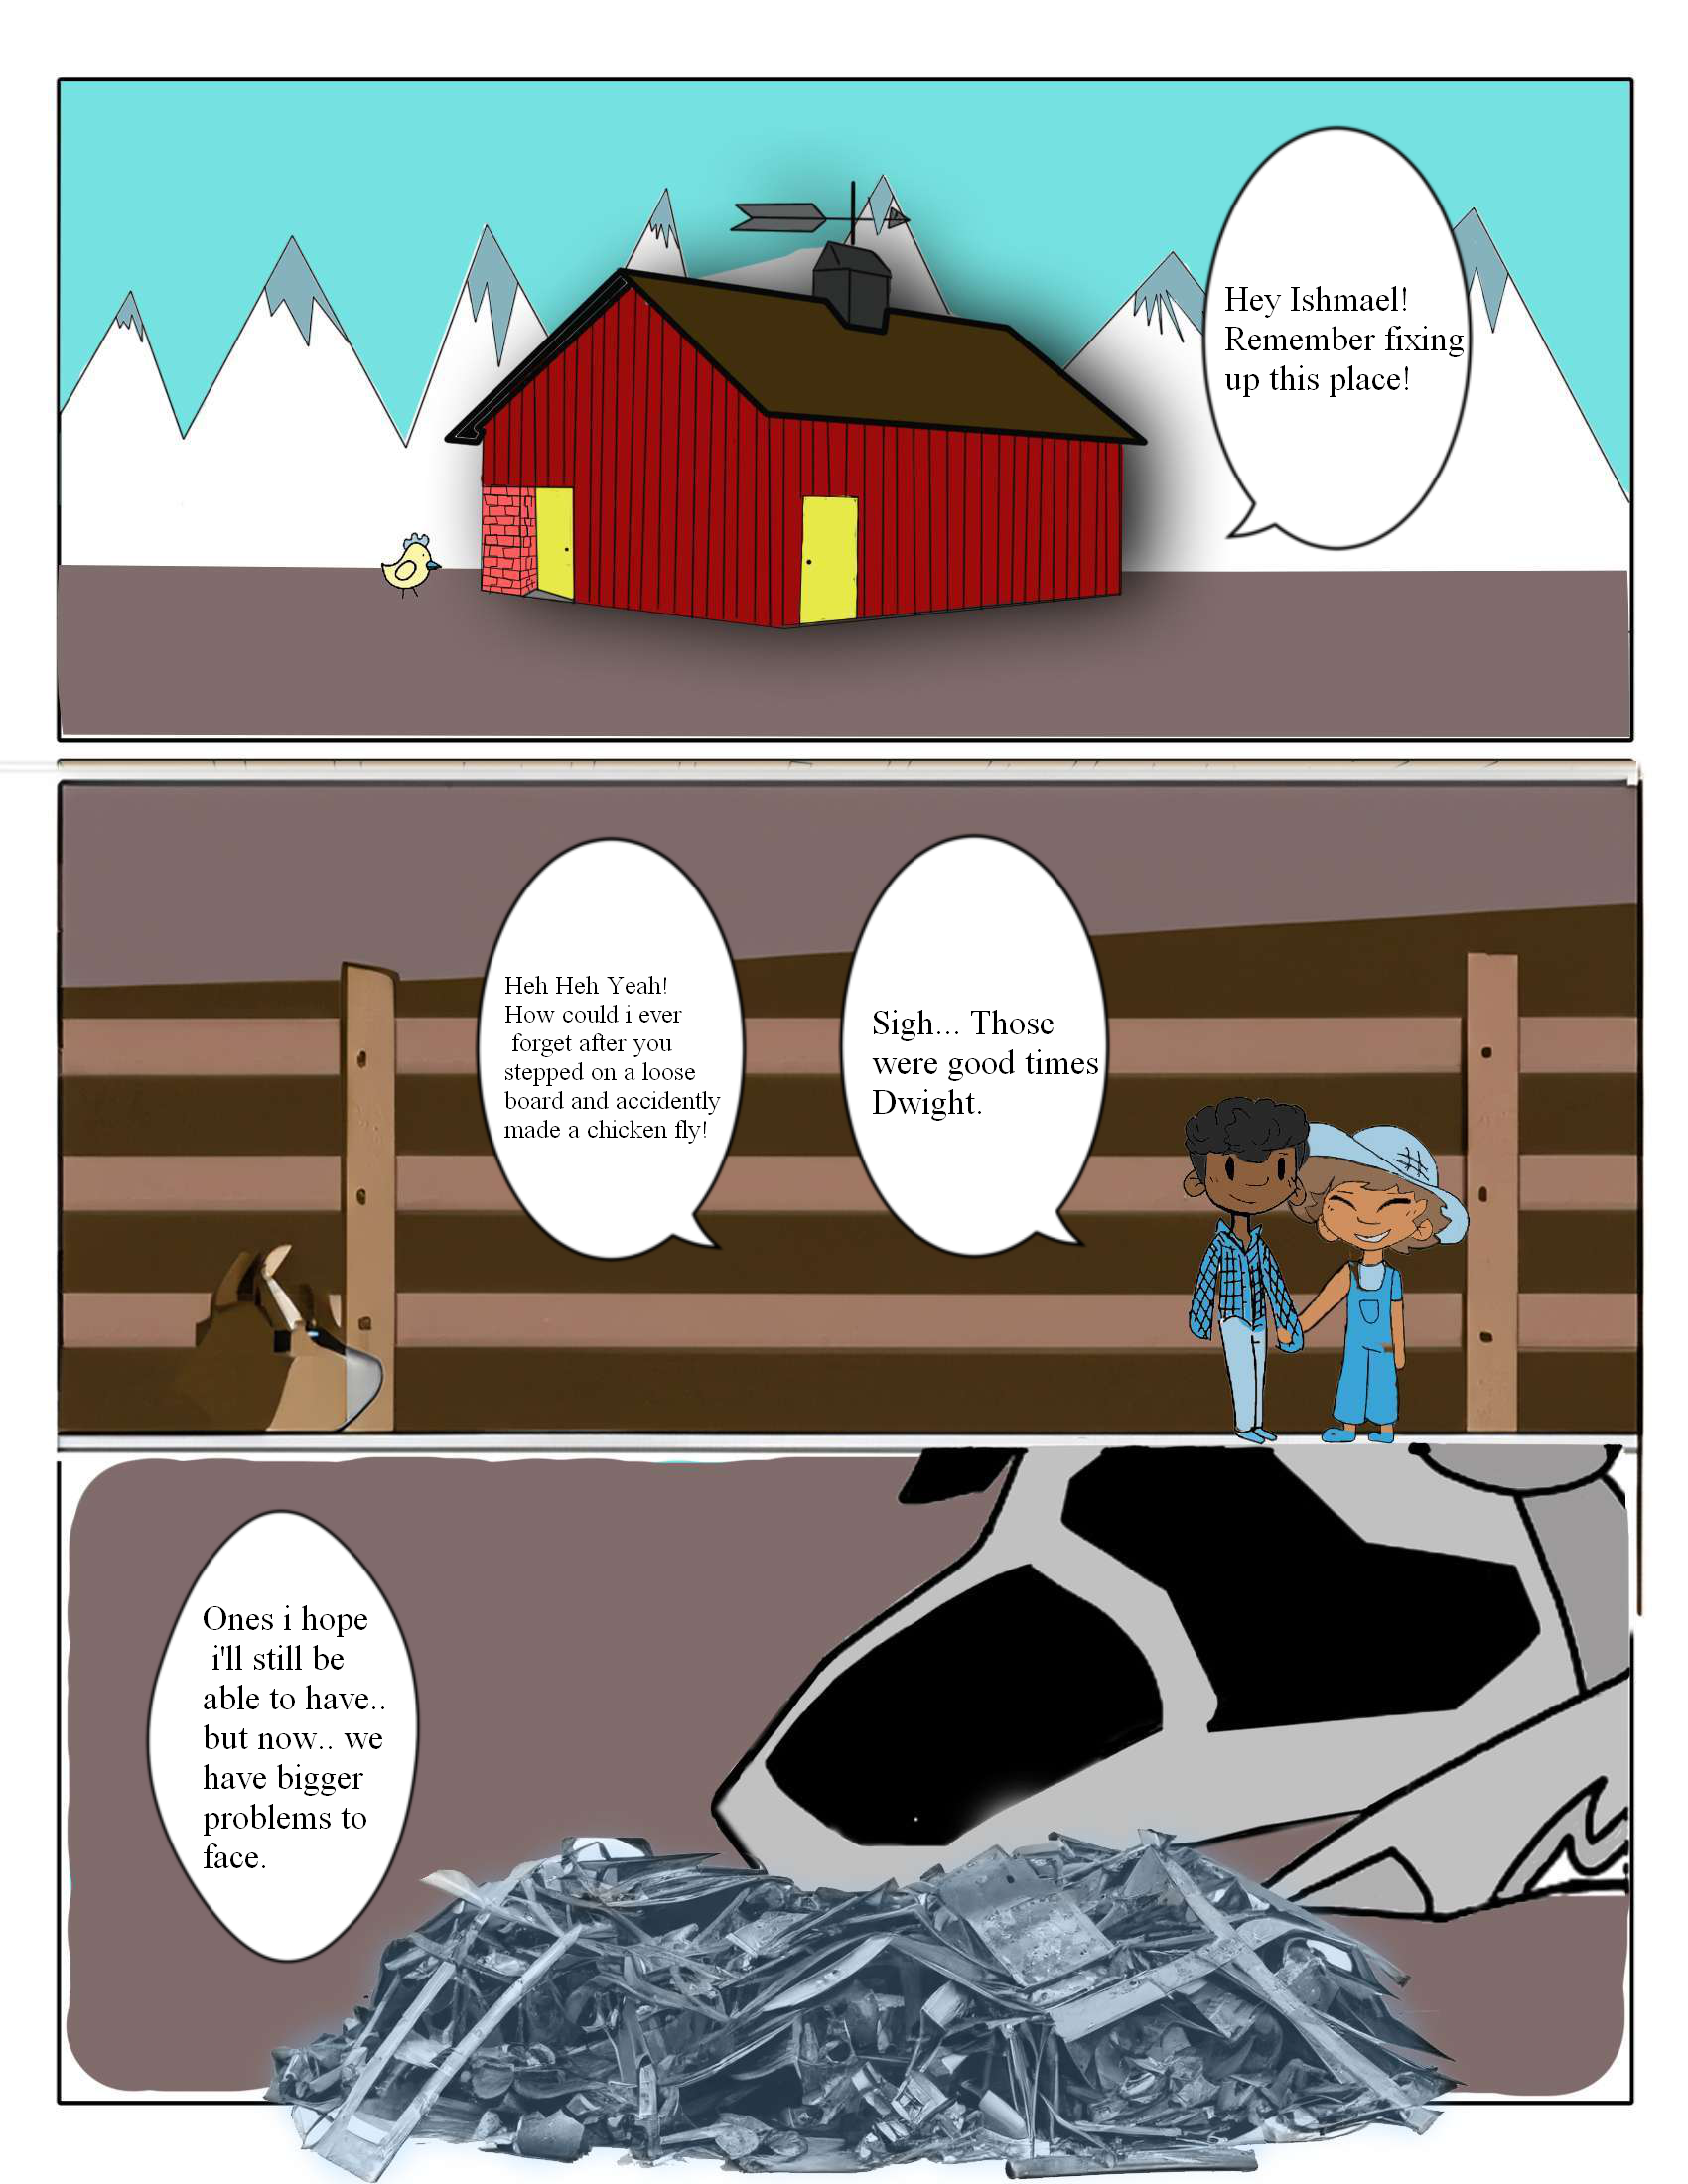 Hey Ishmael!
Remember fixing
up this place!
Heh Heh Yeah!
How could i ever
forget after you
stepped on a loose
board and accidently
made a chicken fly!
Sigh... Those
were good times
Dwight.
Ones i hope
i'll still be
able to have..
but now.. we
have bigger
problems to
face.